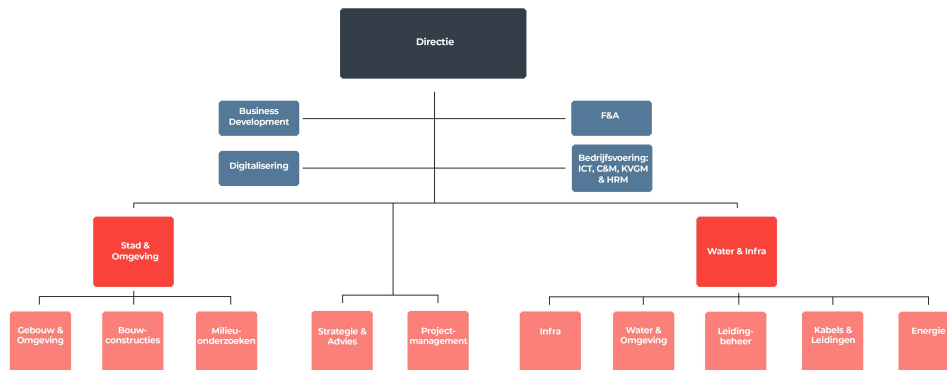 Directie
Business
Development
F&A
Digitalisering
Bedrijfsvoering:
ICT, C&M, KVGM
& HRM
Stad &
Omgeving
Water & Infra
Gebouw &
Omgeving
Bouw-
constructies
Milieu-
onderzoeken
Strategie &
Advies
Project-
management
Infra
Water &
Omgeving
Leiding-
beheer
Kabels &
Leidingen
Energie